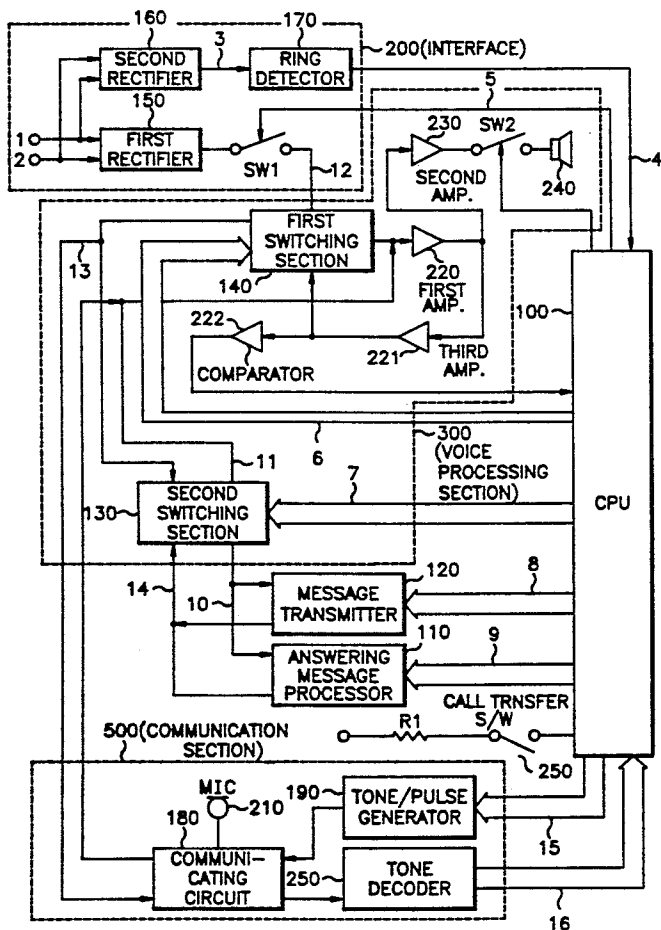 160
3
170
200(INTERFACE)
SECOND
RECTIFIER
RING
DETECTOR
150
5
1
2
FIRST
RECTIFIER
SW1
12
230
SW2
SECOND
AMP.
240
4
13
FIRST
SWITCHING
SECTION
140
220
FIRST
AMP.
100
222
COMPARATOR
221
THIRD
AMP.
6
11
300
(VOICE
PROCESSING
SECTION)
7
130
SECOND
SWITCHING
SECTION
CPU
14
10
120
8
MESSAGE
TRANSMITTER
110
9
ANSWERING
MESSAGE
PROCESSOR
CALL TRNSFER
S/W
R1
250
500(COMMUNICATION
SECTION)
MIC
210
190
TONE/PULSE
GENERATOR
15
180
COMMUNI-
CATING
CIRCUIT
250
TONE
DECODER
16